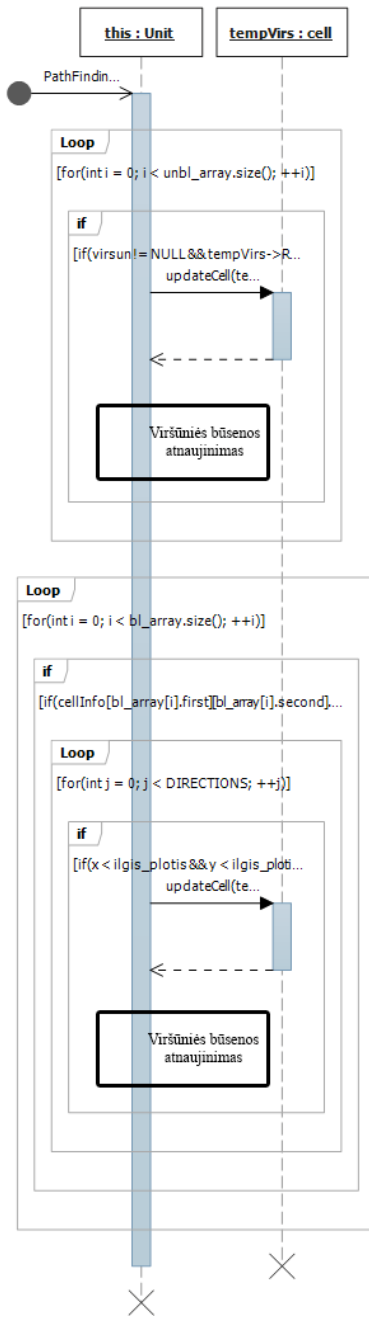 this : Unit
tempVirs : cell
PathFindin...
Loop
[for(int i = 0; i < unbl_array.size(); ++i)]
if
[if(virsun!= NULL&&tempVirs->R...
updateCell(te...
Viršūniės būsenos
atnaujinimas
Loop
[for(int i = 0; i < bl_array.size(); ++i)]
if
[if(cellInfo[bl_array[i].first][bl_array[i].second]....
Loop
[for(int j = 0; j < DIRECTIONS; ++j)]
if
[if(x < ilgis_plotis&&y < ilgis_ploti...
updateCell(te...
Viršūniės būsenos
atnaujinimas